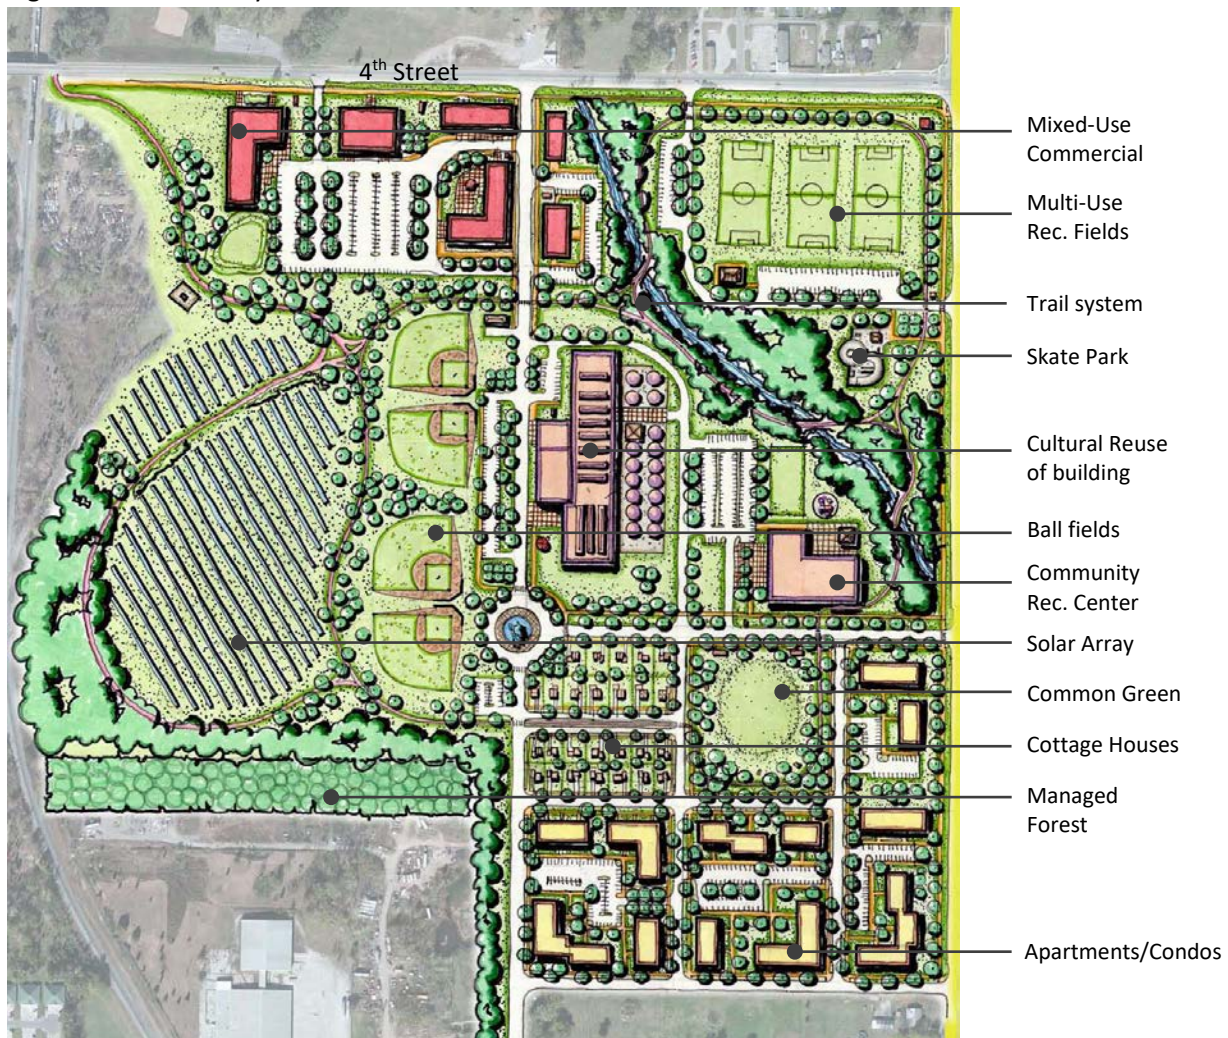 4th Street
Mixed-Use
Commercial
Multi-Use
Rec. Fields
Trail system
Skate Park
Cultural Reuse
of building
Ball fields
Community
Rec. Center
Solar Array
Common Green
Cottage Houses
Managed
Forest
Apartments/Condos